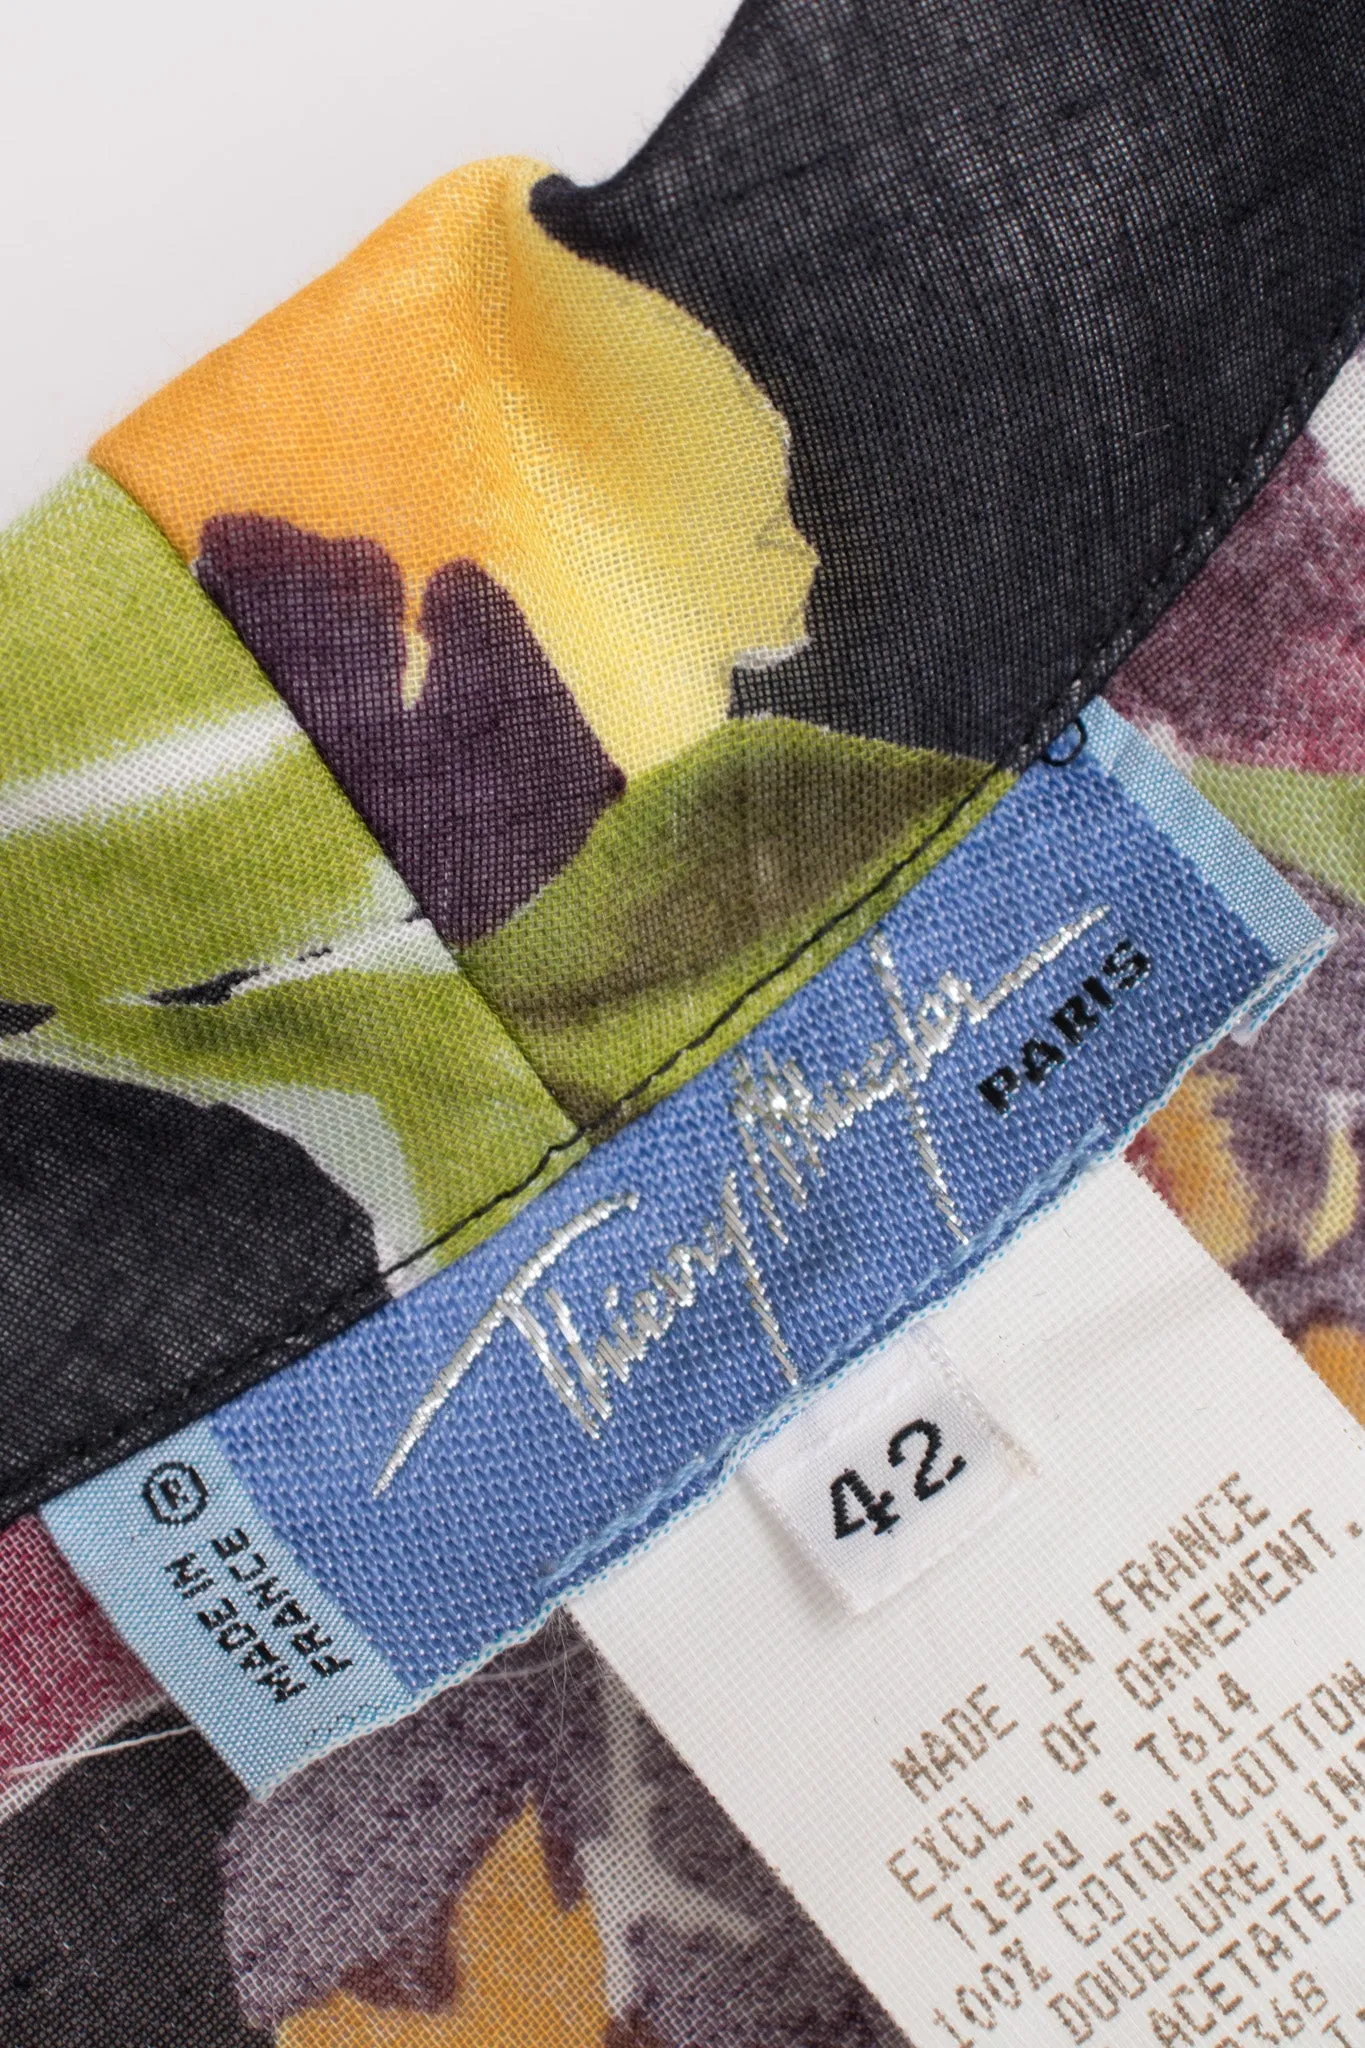 Thierry Mugler
PARIS
®
MADE IN
FRANCE
42
MADE IN FRANCE
EXCL. OF ORNEMENT.
Tissu : T614
100% COTON/COTTON
DOUBLURE/LIN
ACETATE/A
0368